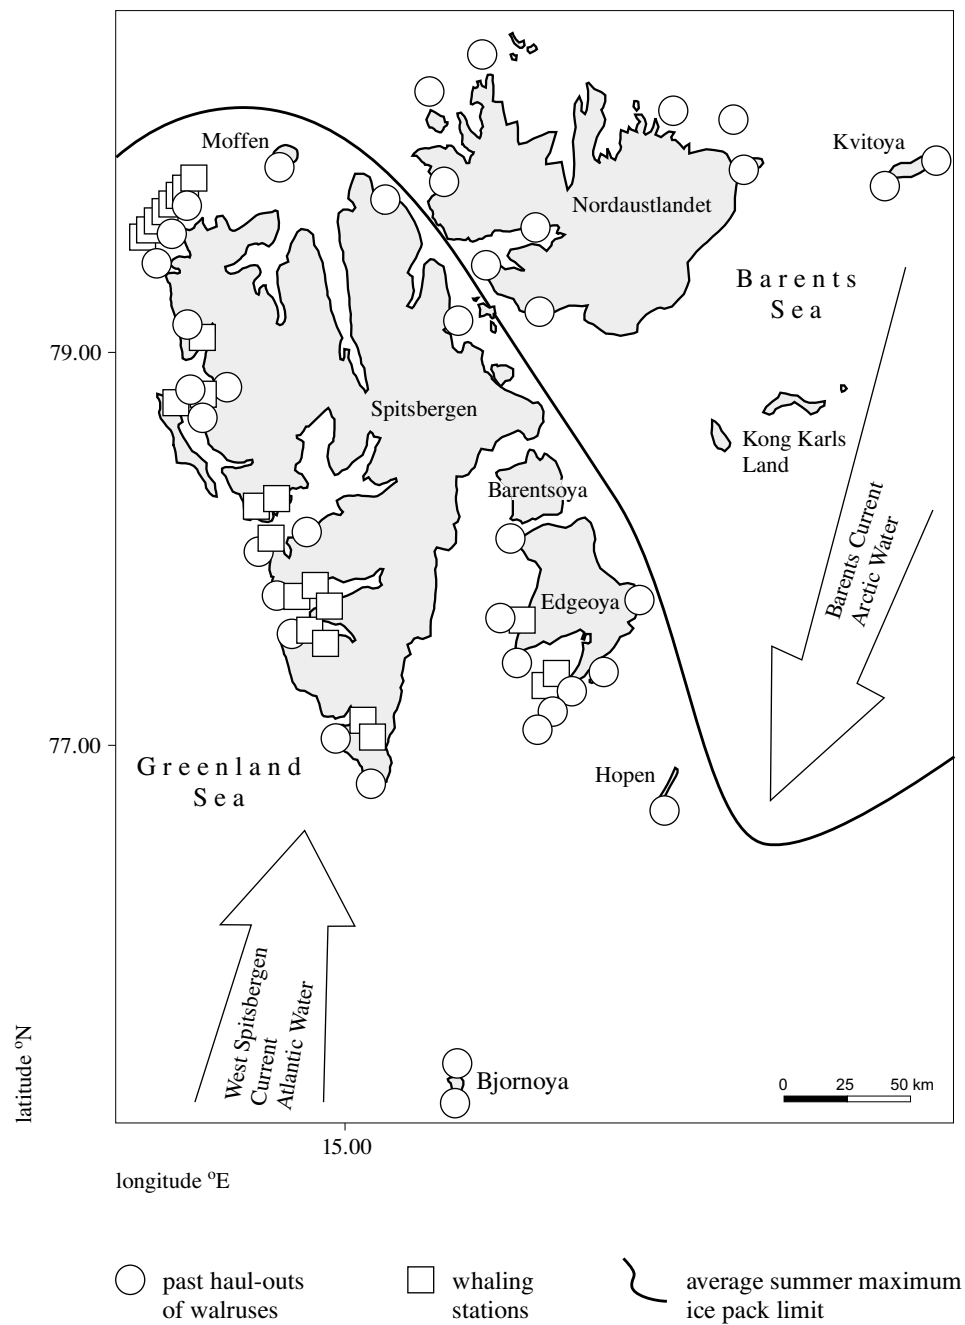 Moffen
Kvitoya
Nordaustlandet
Barents
Sea
79.00
Spitsbergen
Kong Karls
Land
Barentsoya
Barents Current
Arctic Water
Edgeoya
77.00
Greenland
Sea
Hopen
West Spitsbergen
Current
Atlantic Water
Bjornoya
0 25 50 km
latitude ºN
15.00
longitude ºE
past haul-outs
of walruses
whaling
stations
average summer maximum
ice pack limit